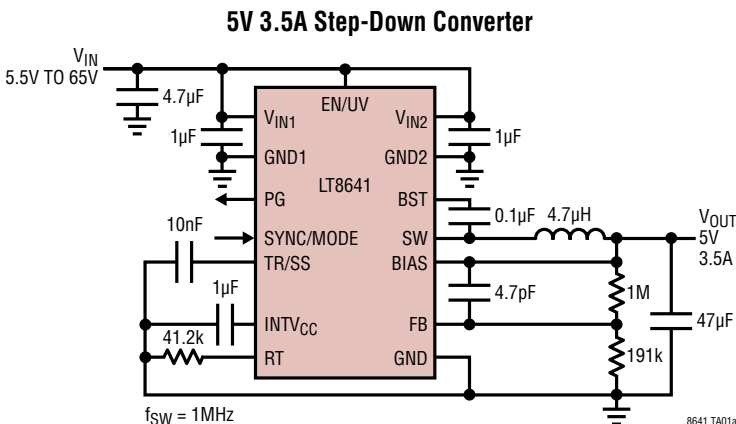 5V 3.5A Step-Down Converter
VIN
5.5V TO 65V
4.7µF
1µF
VIN1
EN/UV
VIN2
1µF
GND1
GND2
LT8641
PG
BST
10nF
0.1µF
4.7µH
VOUT
5V
3.5A
SYNC/MODE
SW
TR/SS
BIAS
1µF
4.7pF
1M
47µF
INTVCC
FB
41.2k
RT
GND
191k
fSW = 1MHz
8641 TA01a